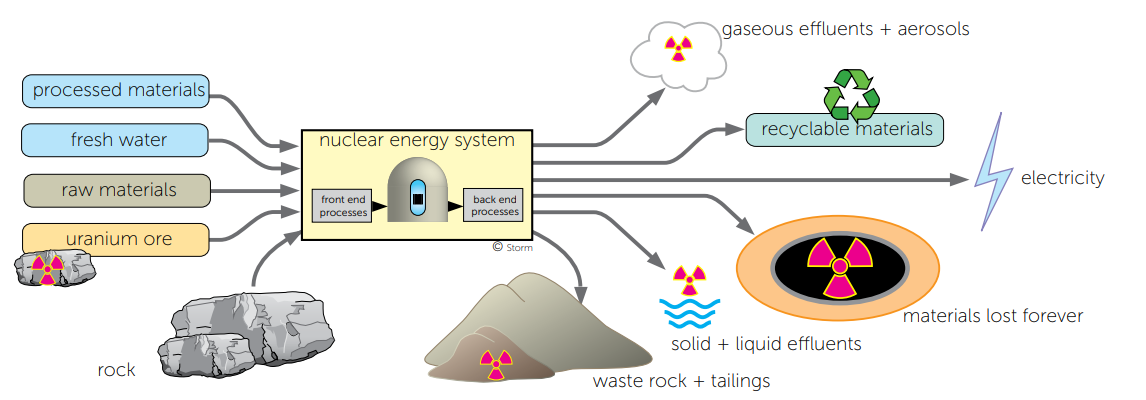 gaseous effluents + aerosols
processed materials
recyclable materials
fresh water
nuclear energy system
electricity
raw materials
front end
processes
back end
processes
uranium ore
© Storm
materials lost forever
solid + liquid effluents
rock
waste rock + tailings